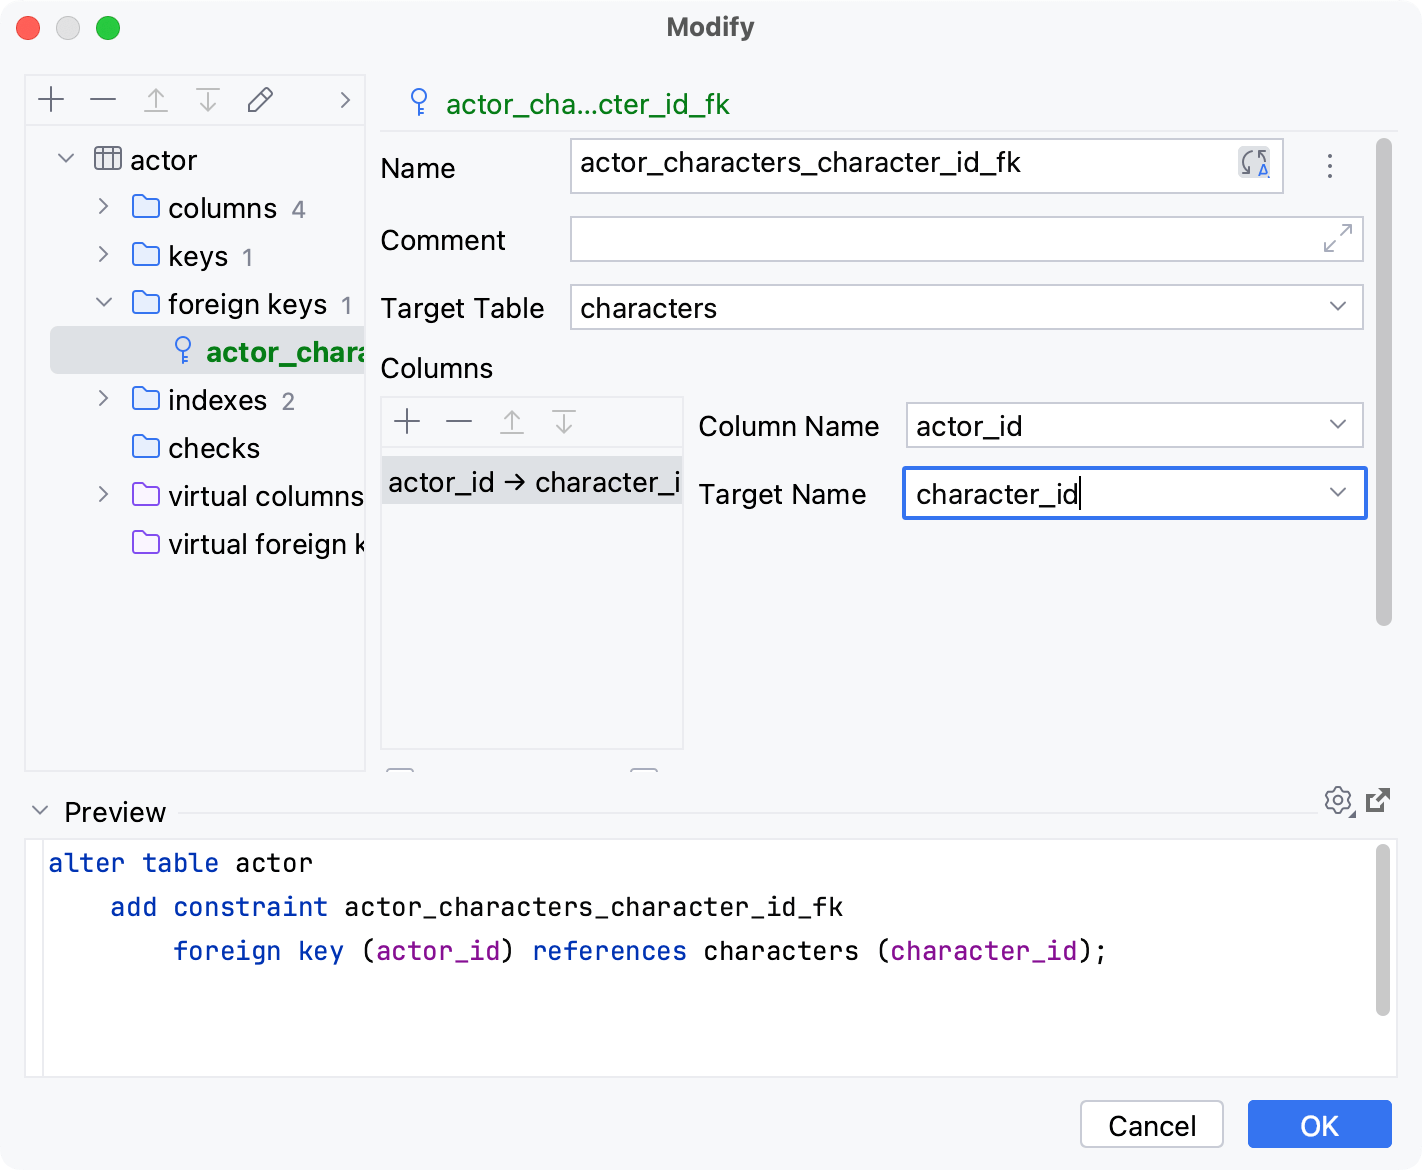 Modify
actor
columns 4
keys 1
foreign keys 1
actor_chara
indexes 2
checks
virtual columns
virtual foreign k
actor_cha...cter_id_fk
Name actor_characters_character_id_fk
Comment
Target Table characters
Columns
actor_id → character_i
Column Name actor_id
Target Name character_id
Preview
alter table actor
add constraint actor_characters_character_id_fk
foreign key (actor_id) references characters (character_id);
Cancel OK